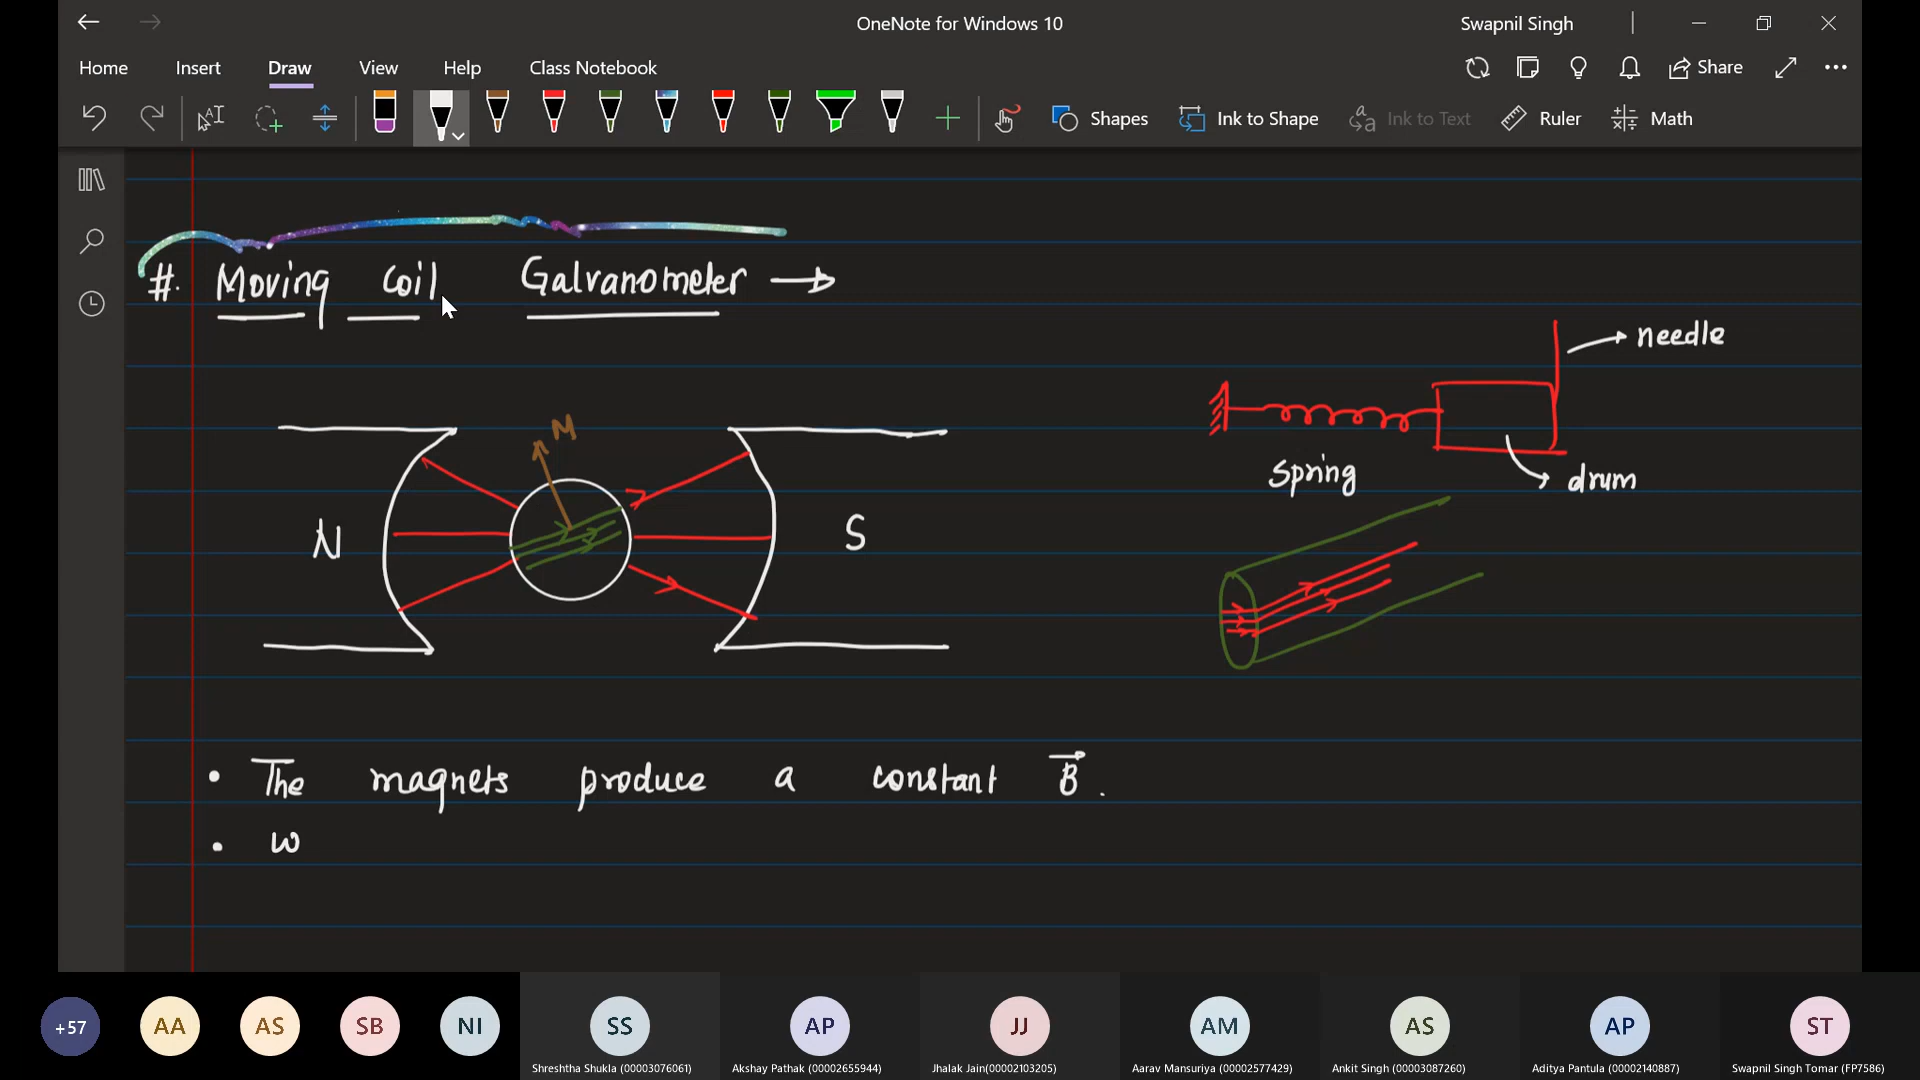 OneNote for Windows 10
Swapnil Singh
Home Insert Draw View Help Class Notebook
Share
Shapes Ink to Shape Ink to Text Ruler Math
#. Moving Coil Galvanometer →
needle
M
Spring
drum
N
S
• The magnets produce a constant B⃗.
• w
+57 AA AS SB NI SS AP JJ AM AS AP ST
Shreshtha Shukla (00003076061) Akshay Pathak (00002655944) Jhalak Jain(00002103205) Aarav Mansuriya (00002577429) Ankit Singh (00003087260) Aditya Pantula (00002140887) Swapnil Singh Tomar (FP7586)